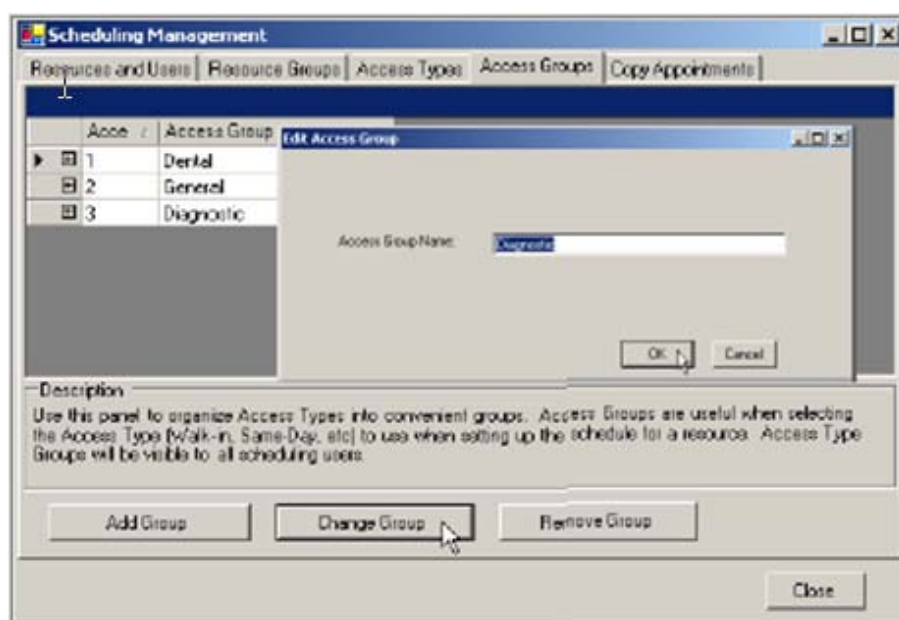 Scheduling Management
Resources and Users Resource Groups Access Types Access Groups Copy Appointments
Acce Access Group
1 Dental
2 General
3 Diagnostic
Edit Access Group
Access Group Name:
Diagnostic
OK Cancel
Description
Use this panel to organize Access Types into convenient groups. Access Groups are useful when selecting
the Access Type (Walk-in, Same-Day, etc) to use when setting up the schedule for a resource. Access Type
Groups will be visible to all scheduling users.
Add Group Change Group Remove Group
Close